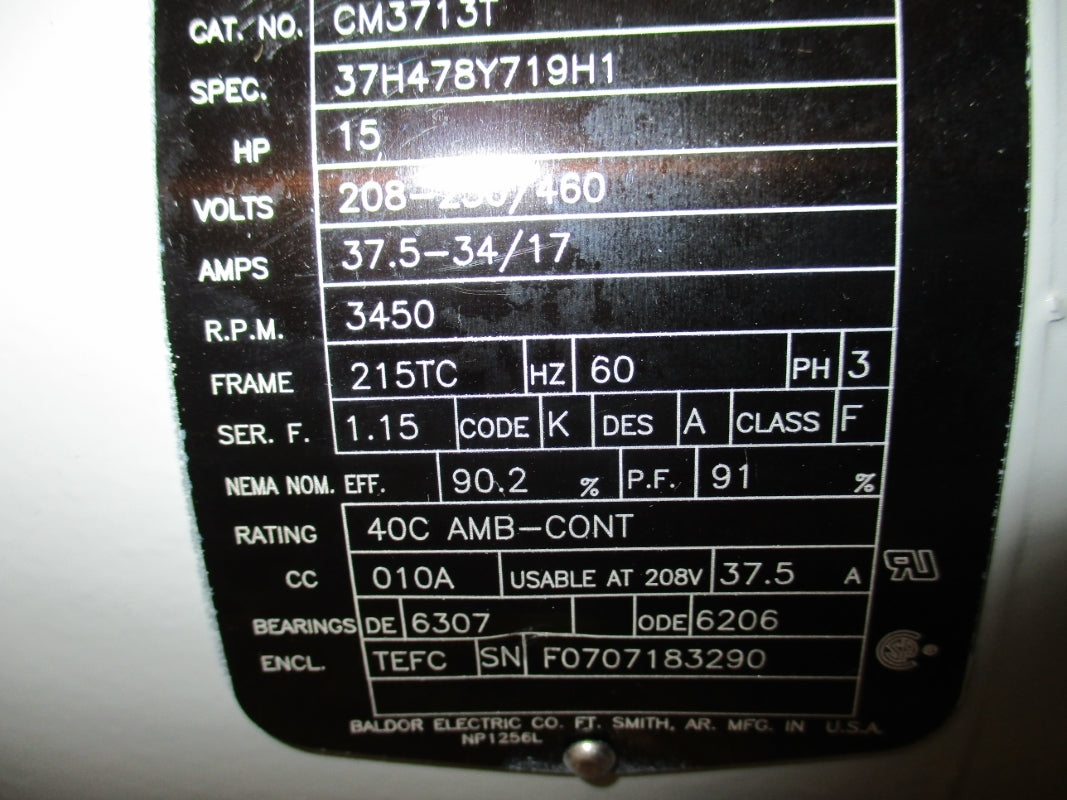 CAT. NO. CM3713T
SPEC. 37H478Y719H1
HP 15
VOLTS 208-230/460
AMPS 37.5-34/17
R.P.M. 3450
FRAME 215TC HZ 60 PH 3
SER. F. 1.15 CODE K DES A CLASS F
NEMA NOM. EFF. 90.2 % P.F. 91 %
RATING 40C AMB-CONT
CC 010A USABLE AT 208V 37.5 A
BEARINGS DE 6307 ODE 6206
ENCL. TEFC SN F0707183290
BALDOR ELECTRIC CO. FT. SMITH, AR. MFG. IN U.S.A.
NP1256L